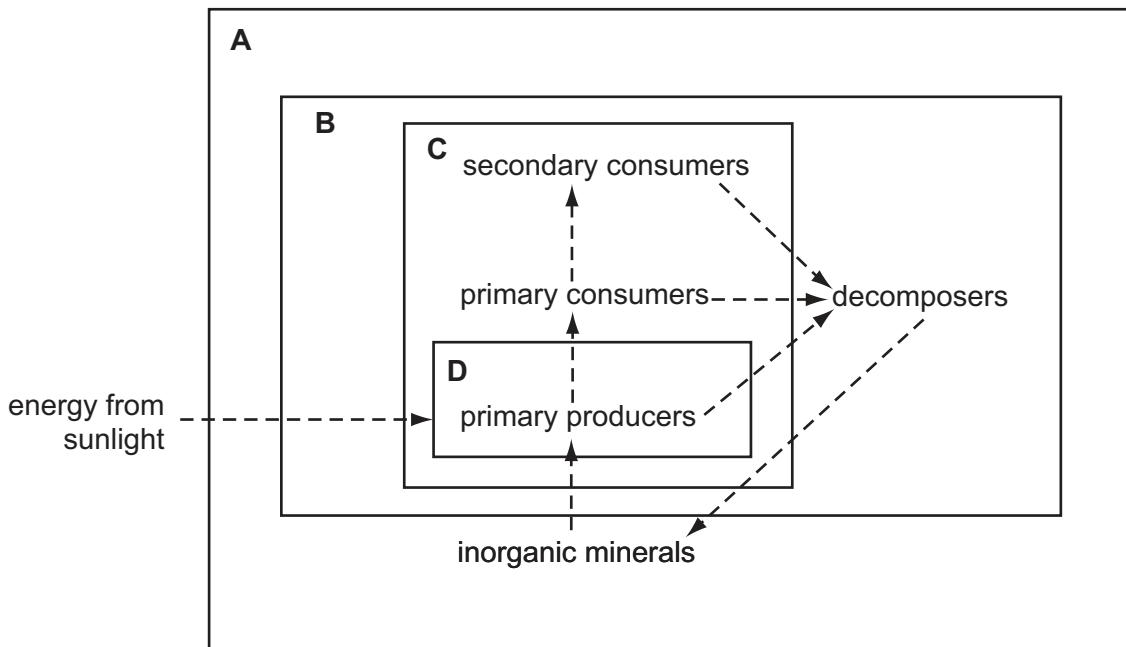 A
B
C
secondary consumers
primary consumers
decomposers
D
energy from
sunlight
primary producers
inorganic minerals